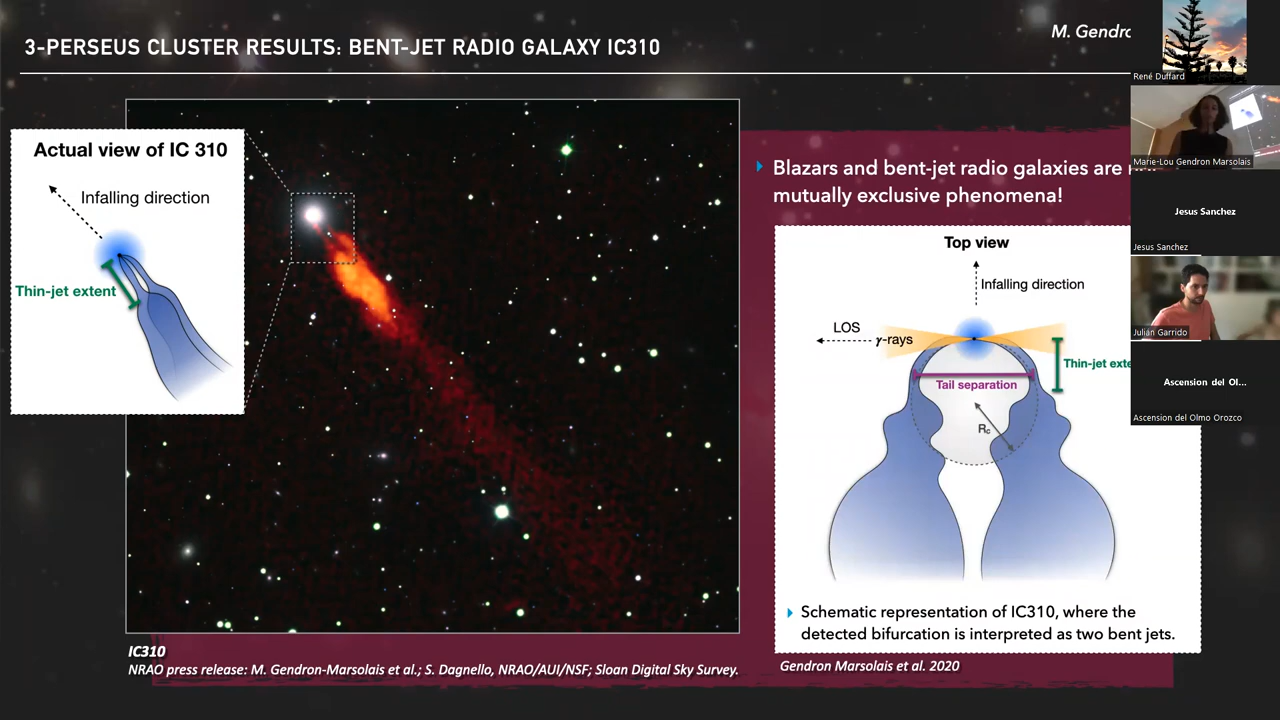 3-PERSEUS CLUSTER RESULTS: BENT-JET RADIO GALAXY IC310
M. Gendro
René Duffard
Marie-Lou Gendron Marsolais
Jesus Sanchez
Jesus Sanchez
Julián Garrido
Ascension del Ol...
Ascension del Olmo Orozco
Actual view of IC 310
Infalling direction
Thin-jet extent
Blazars and bent-jet radio galaxies are
mutually exclusive phenomena!
Top view
Infalling direction
LOS
γ-rays
Thin-jet exte
Tail separation
Rc
Schematic representation of IC310, where the
detected bifurcation is interpreted as two bent jets.
IC310
NRAO press release: M. Gendron-Marsolais et al.; S. Dagnello, NRAO/AUI/NSF; Sloan Digital Sky Survey.
Gendron Marsolais et al. 2020